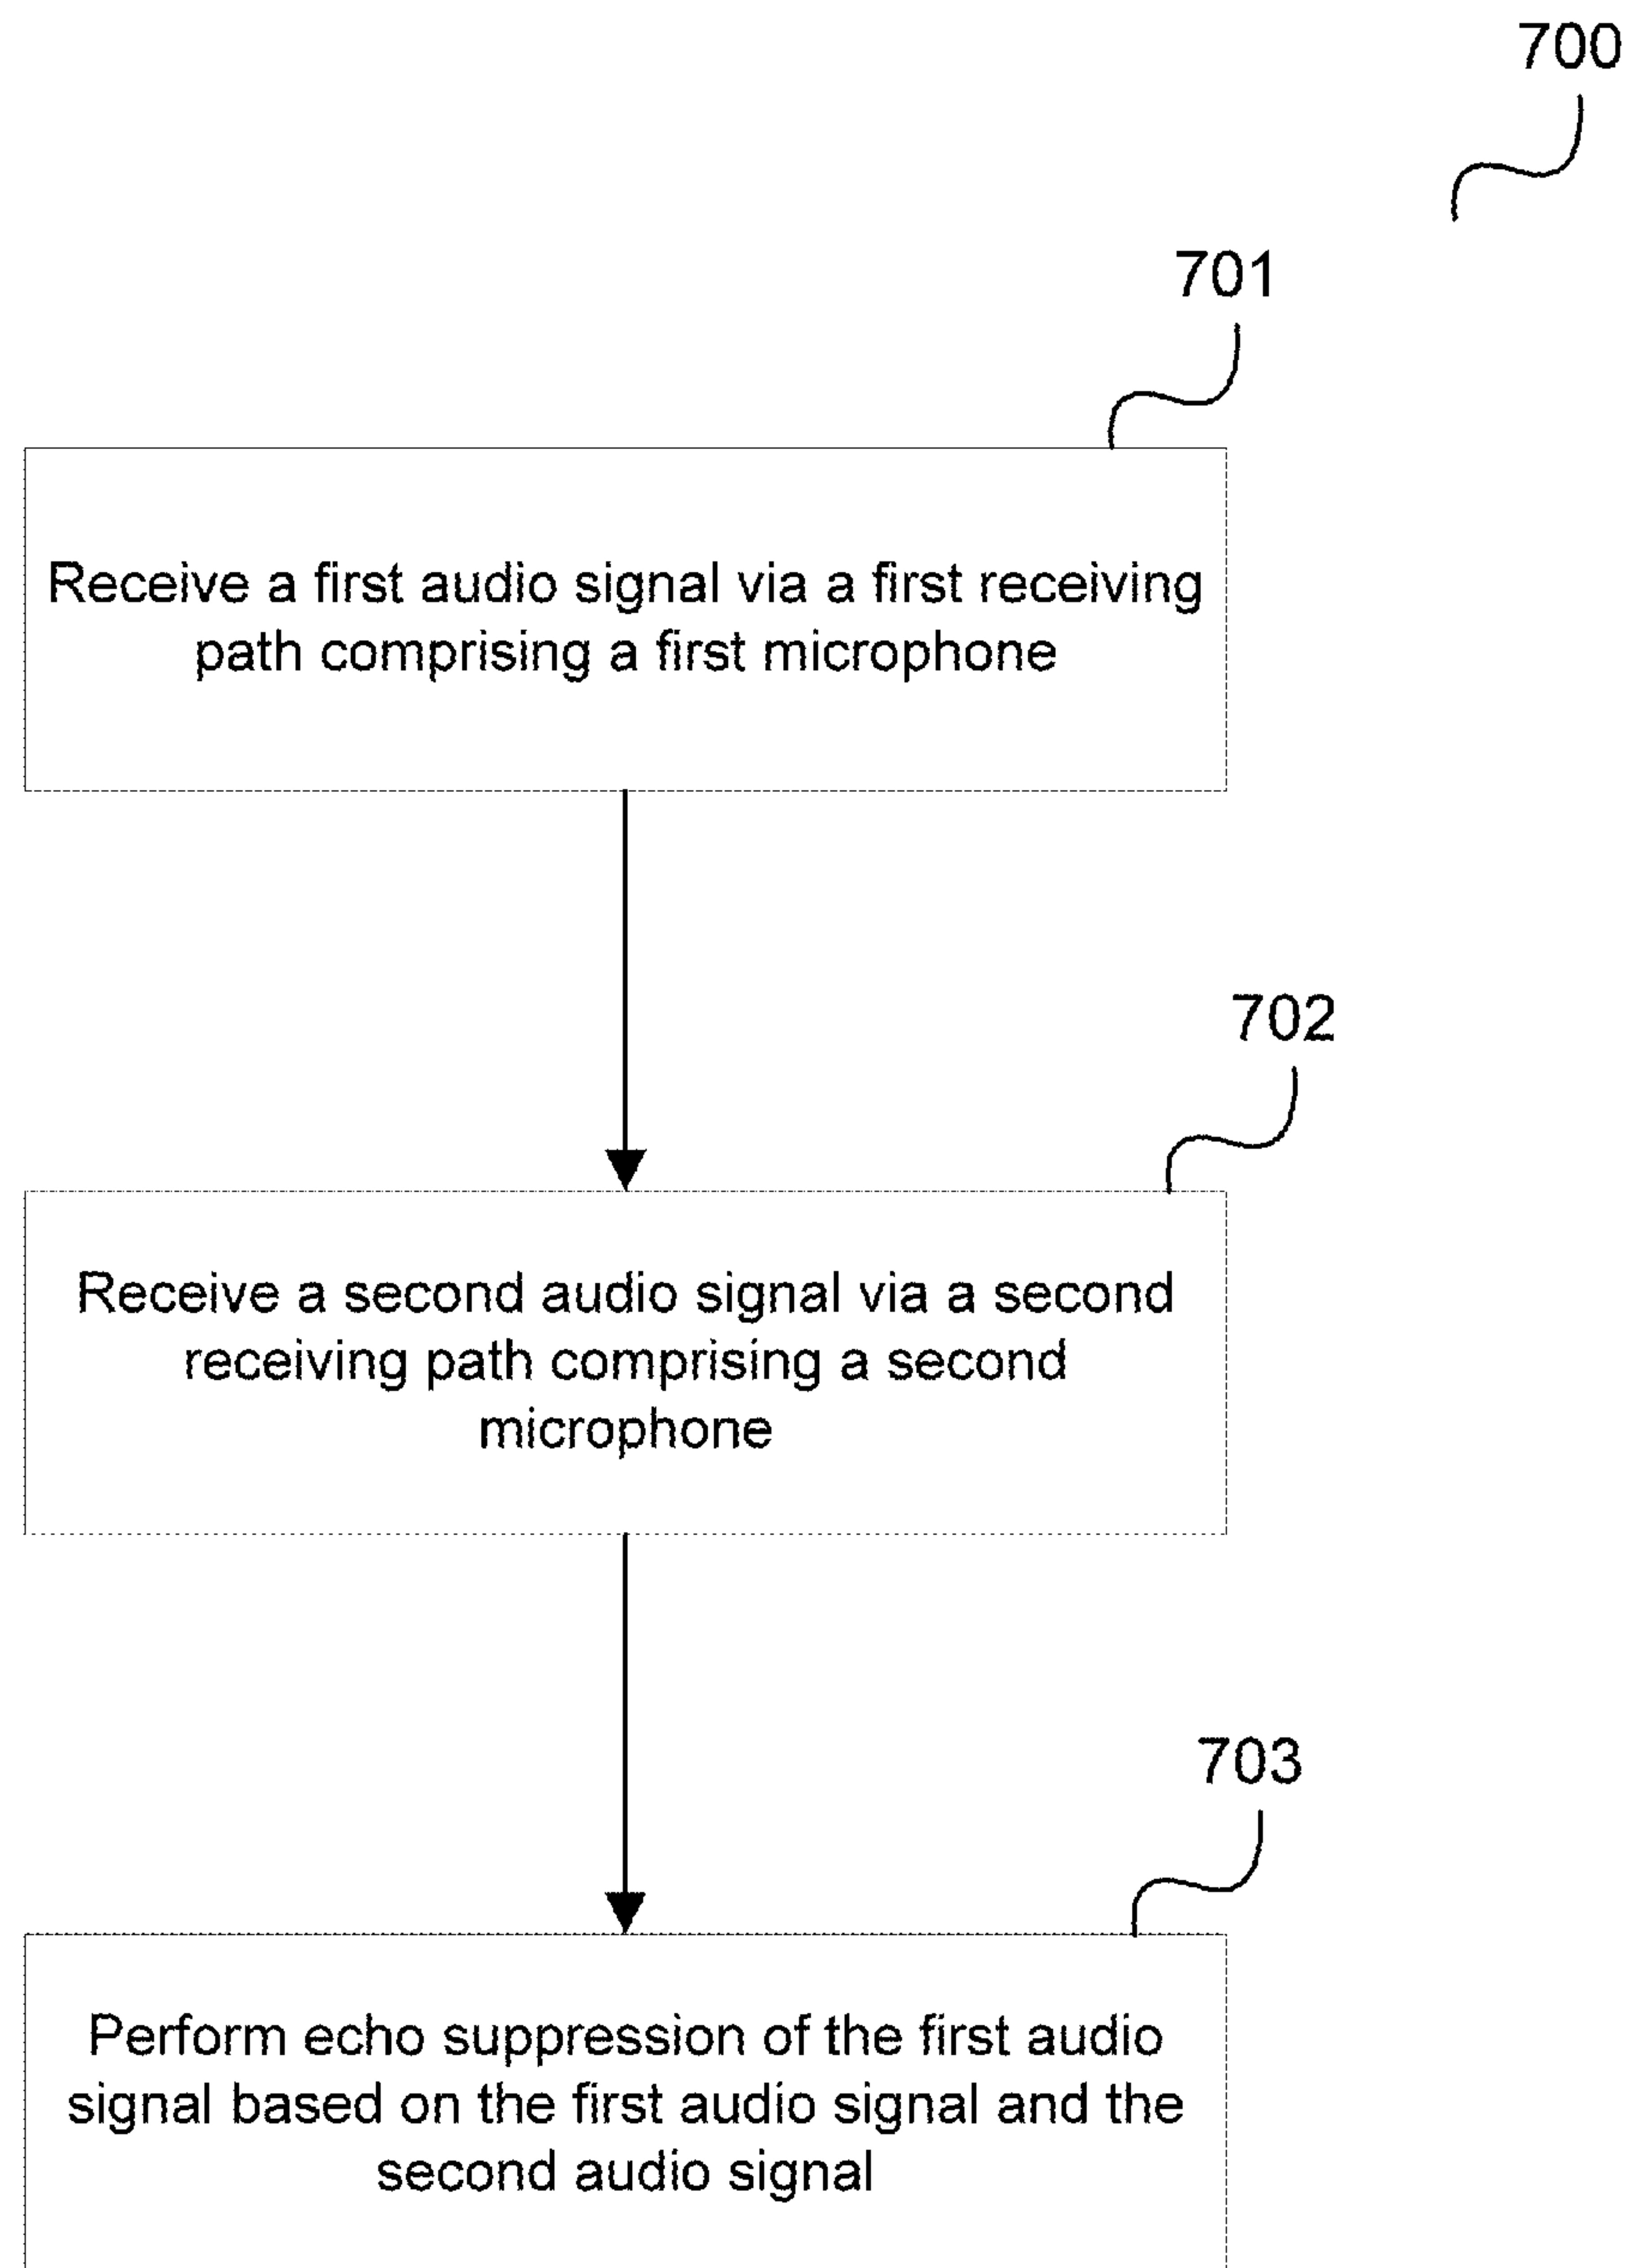 700
701
Receive a first audio signal via a first receiving
path comprising a first microphone
702
Receive a second audio signal via a second
receiving path comprising a second
microphone
703
Perform echo suppression of the first audio
signal based on the first audio signal and the
second audio signal